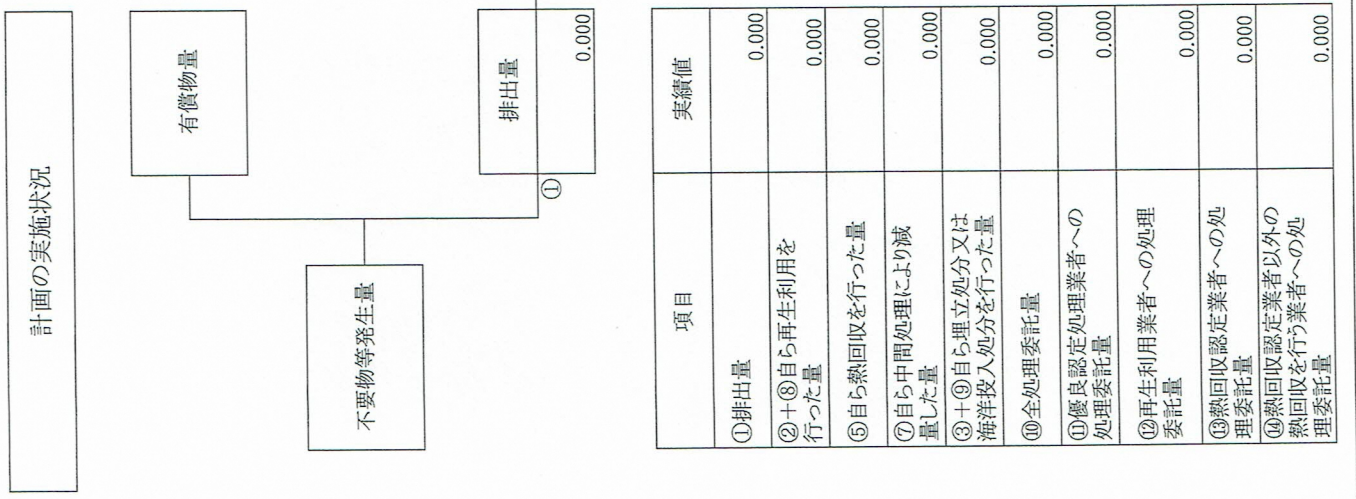 計画の実施状況
有償物量
不要物等発生量
①
排出量
0.000
項目
実績値
①排出量
0.000
②+⑧自ら再生利用を
行った量
0.000
⑤自ら熱回収を行った量
0.000
⑦自ら中間処理により減
量した量
0.000
③+⑨自ら埋立処分又は
海洋投入処分を行った量
0.000
⑩全処理委託量
0.000
⑪優良認定処理業者への
処理委託量
0.000
⑫再生利用業者への処理
委託量
0.000
⑬熱回収認定業者への処
理委託量
0.000
⑭熱回収認定業者以外の
熱回収を行う業者への処
理委託量
0.000